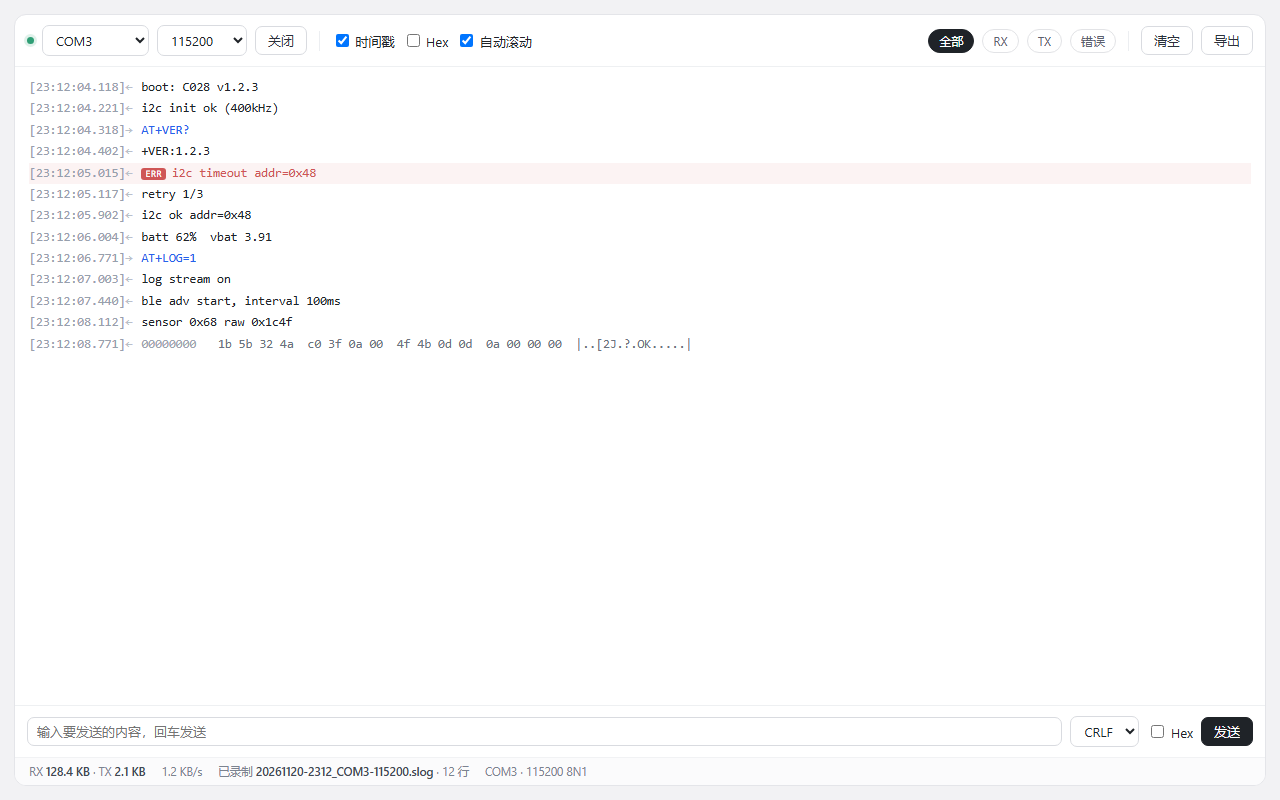 COM3 115200 关闭 时间戳 Hex 自动滚动 全部 RX TX 错误 清空 导出
[23:12:04.118]← boot: C028 v1.2.3
[23:12:04.221]← i2c init ok (400kHz)
[23:12:04.318]→ AT+VER?
[23:12:04.402]← +VER:1.2.3
[23:12:05.015]← ERR i2c timeout addr=0x48
[23:12:05.117]← retry 1/3
[23:12:05.902]← i2c ok addr=0x48
[23:12:06.004]← batt 62%  vbat 3.91
[23:12:06.771]→ AT+LOG=1
[23:12:07.003]← log stream on
[23:12:07.440]← ble adv start, interval 100ms
[23:12:08.112]← sensor 0x68 raw 0x1c4f
[23:12:08.771]← 00000000   1b 5b 32 4a  c0 3f 0a 00  4f 4b 0d 0d  0a 00 00 00  |..[2J.?.OK.....|
输入要发送的内容，回车发送 CRLF Hex 发送
RX 128.4 KB · TX 2.1 KB 1.2 KB/s 已录制 20261120-2312_COM3-115200.slog · 12 行 COM3 · 115200 8N1